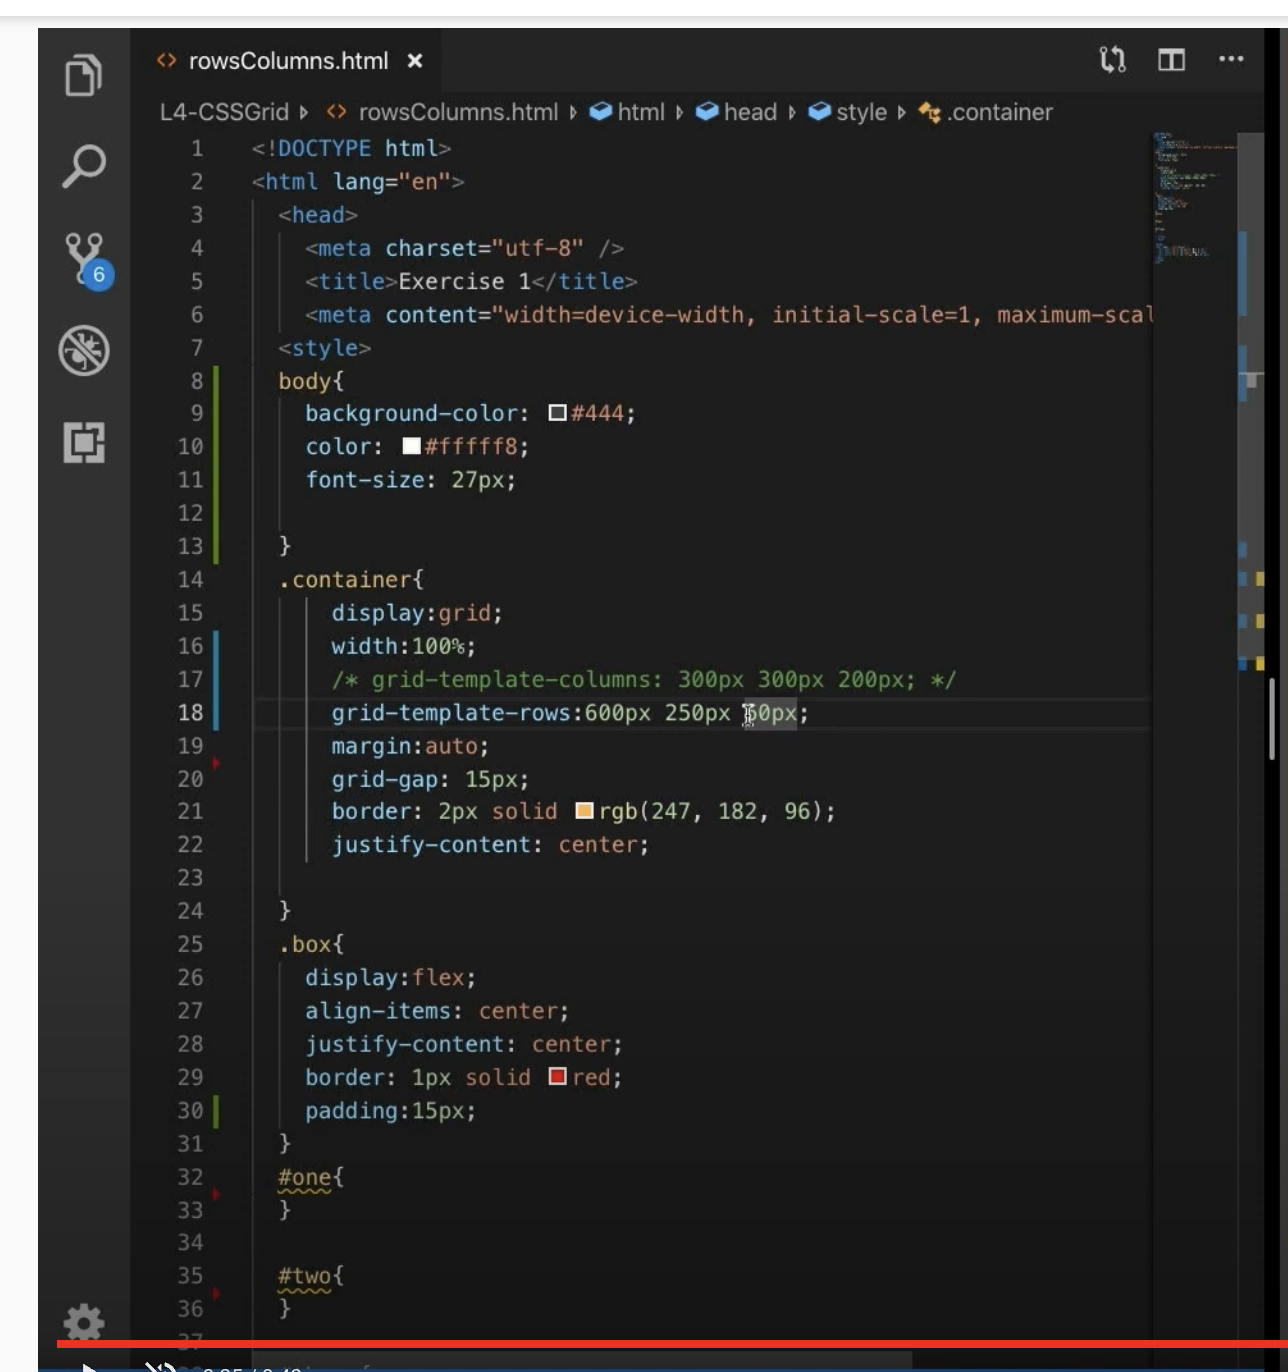 rowsColumns.html
L4-CSSGrid rowsColumns.html html head style .container
1 <!DOCTYPE html>
2 <html lang="en">
3 <head>
4 <meta charset="utf-8" />
5 <title>Exercise 1</title>
6 <meta content="width=device-width, initial-scale=1, maximum-scal
7 <style>
8 body{
9 background-color: #444;
10 color: #fffff8;
11 font-size: 27px;
12
13 }
14 .container{
15 display:grid;
16 width:100%;
17 /* grid-template-columns: 300px 300px 200px; */
18 grid-template-rows:600px 250px 60px;
19 margin:auto;
20 grid-gap: 15px;
21 border: 2px solid rgb(247, 182, 96);
22 justify-content: center;
23
24 }
25 .box{
26 display:flex;
27 align-items: center;
28 justify-content: center;
29 border: 1px solid red;
30 padding:15px;
31 }
32 #one{
33 }
34
35 #two{
36 }
6